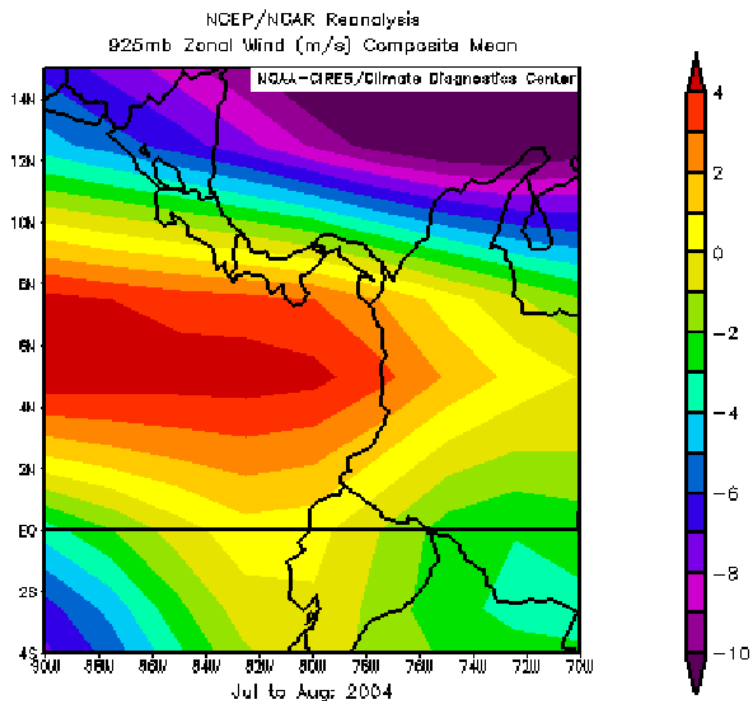 NCEP/NCAR Reanalysis
925mb Zonal Wind (m/s) Composite Mean
NOAA-CIRES/Climate Diagnostics Center
14N
12N
10N
8N
6N
4N
2N
EQ
2S
4S
90W 88W 86W 84W 82W 80W 78W 76W 74W 72W 70W
Jul to Aug: 2004
4
2
0
-2
-4
-6
-8
-10